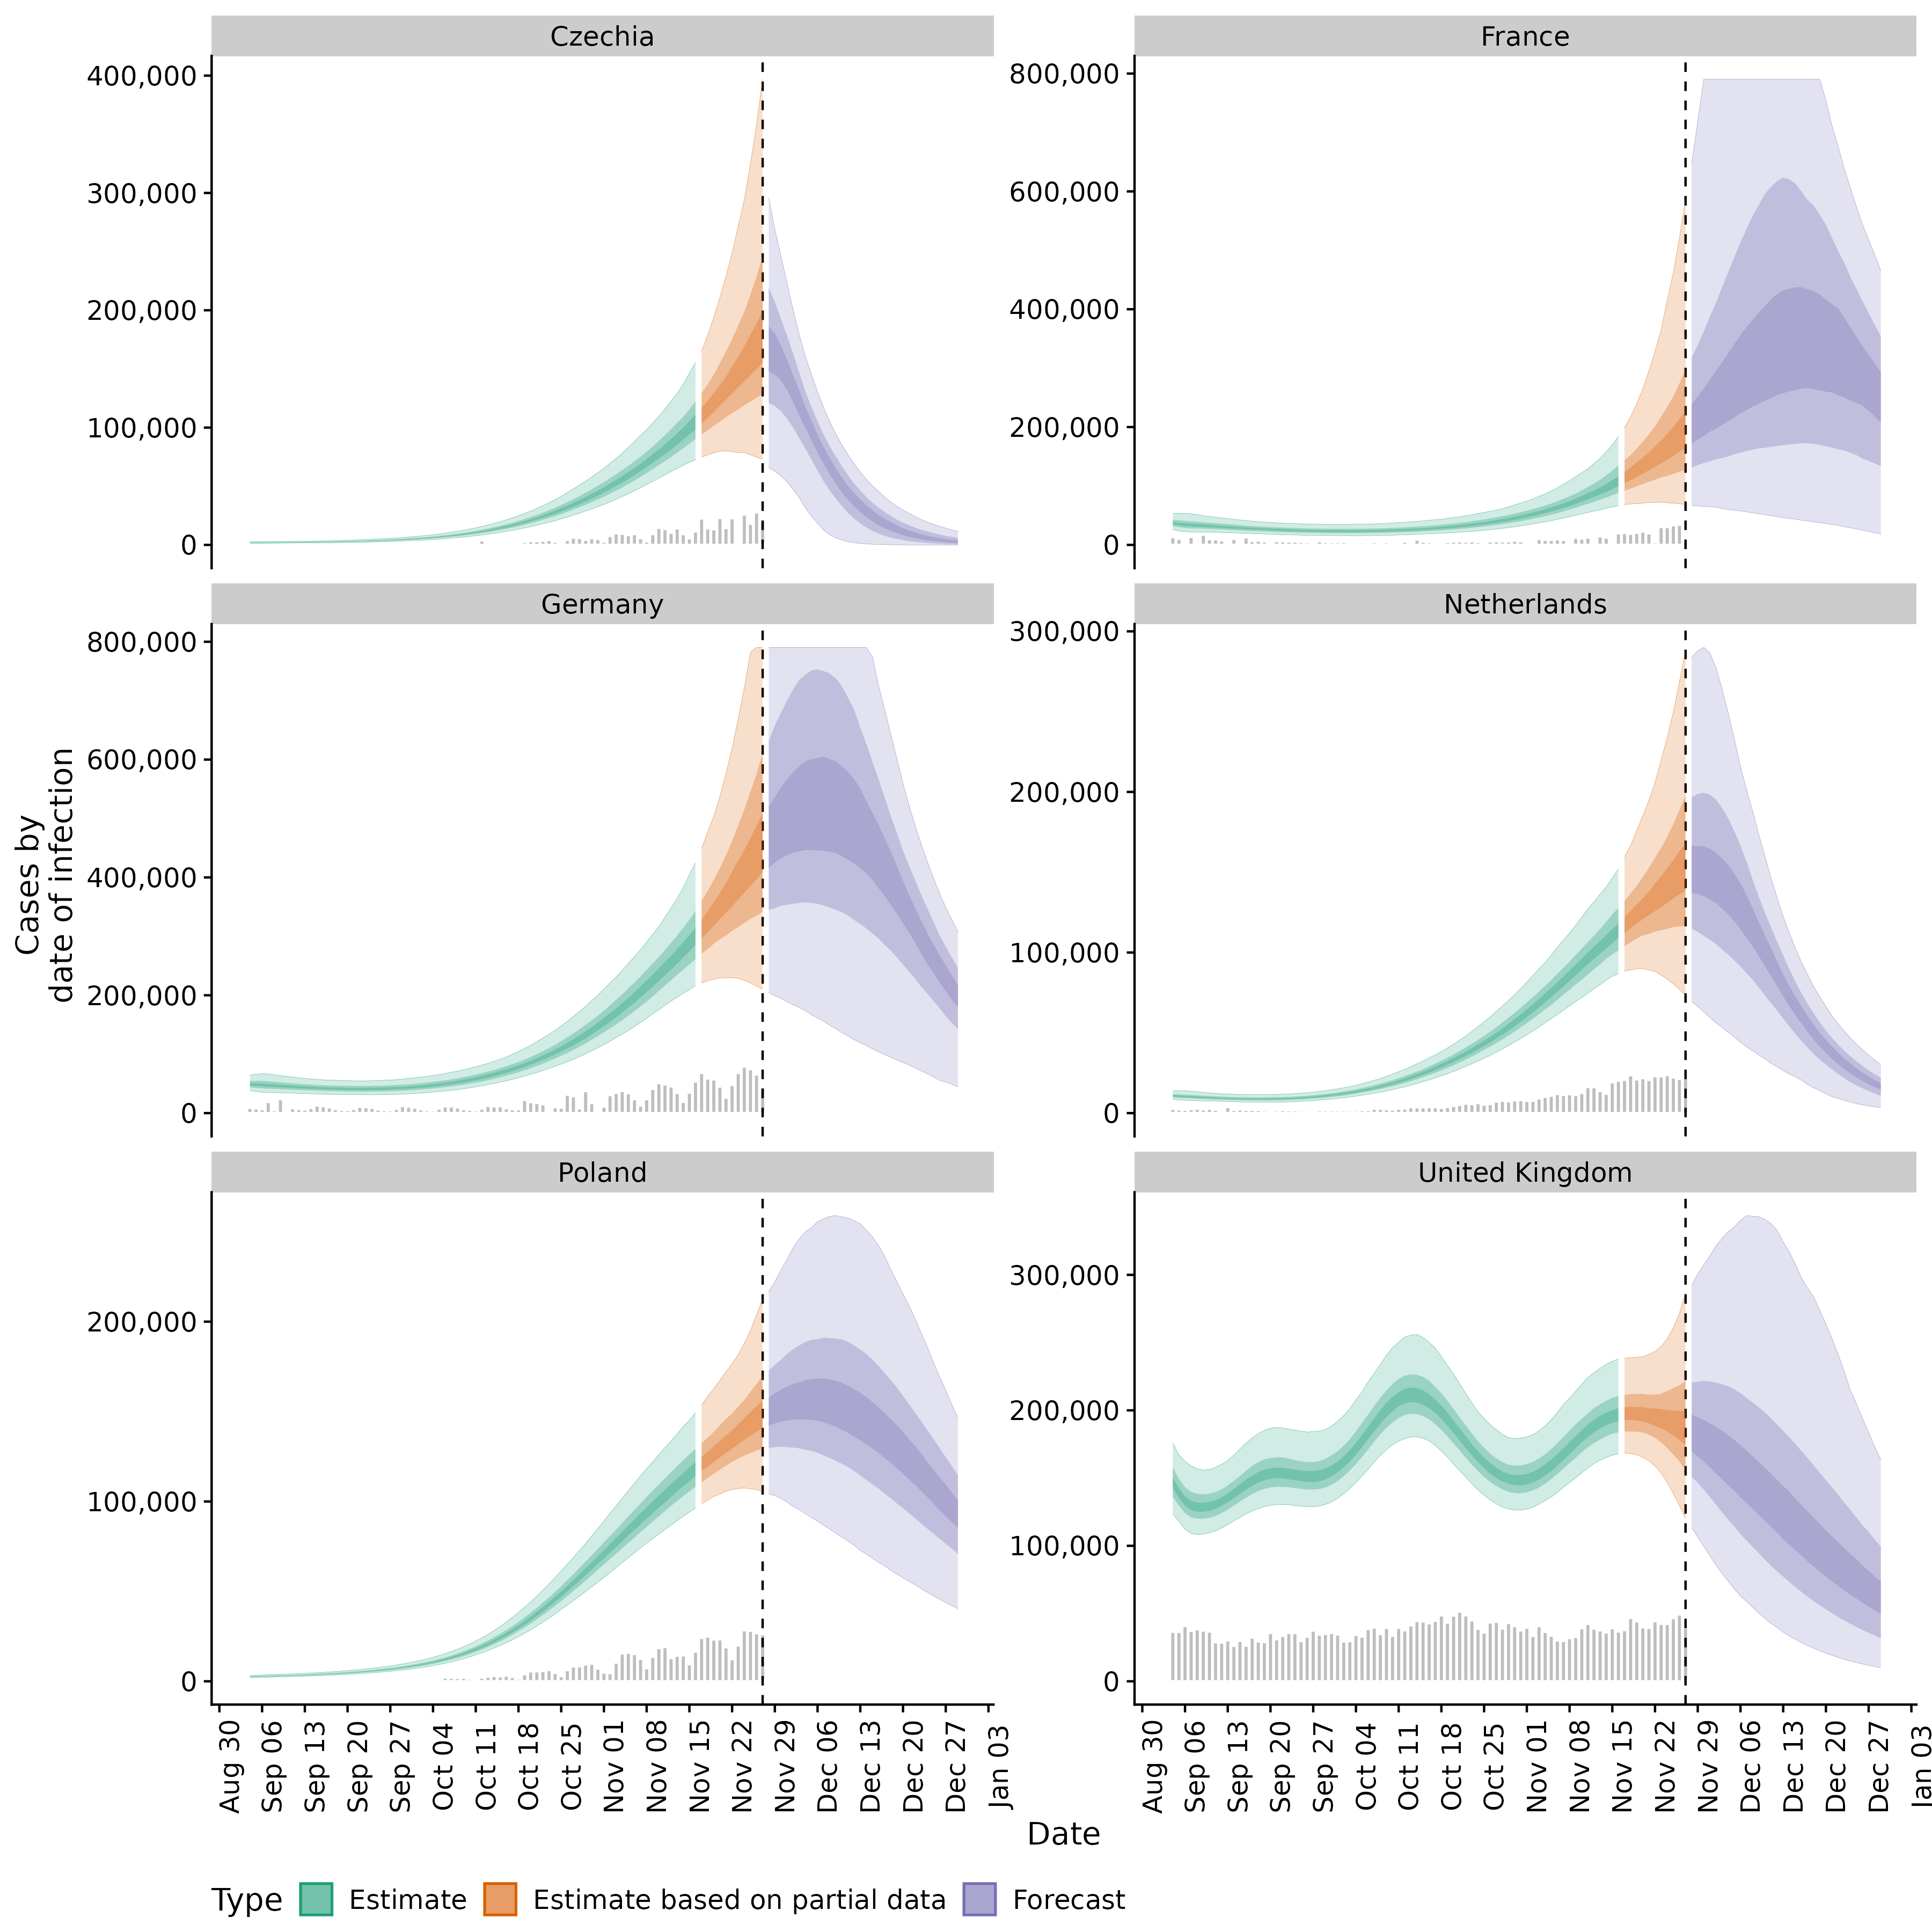 Czechia
France
400,000
300,000
200,000
100,000
0
800,000
600,000
400,000
200,000
0
Germany
Netherlands
800,000
600,000
400,000
200,000
0
300,000
200,000
100,000
0
Cases by
date of infection
Poland
United Kingdom
200,000
100,000
0
300,000
200,000
100,000
0
Aug 30
Sep 06
Sep 13
Sep 20
Sep 27
Oct 04
Oct 11
Oct 18
Oct 25
Nov 01
Nov 08
Nov 15
Nov 22
Nov 29
Dec 06
Dec 13
Dec 20
Dec 27
Jan 03
Aug 30
Sep 06
Sep 13
Sep 20
Sep 27
Oct 04
Oct 11
Oct 18
Oct 25
Nov 01
Nov 08
Nov 15
Nov 22
Nov 29
Dec 06
Dec 13
Dec 20
Dec 27
Jan 03
Date
Type Estimate Estimate based on partial data Forecast